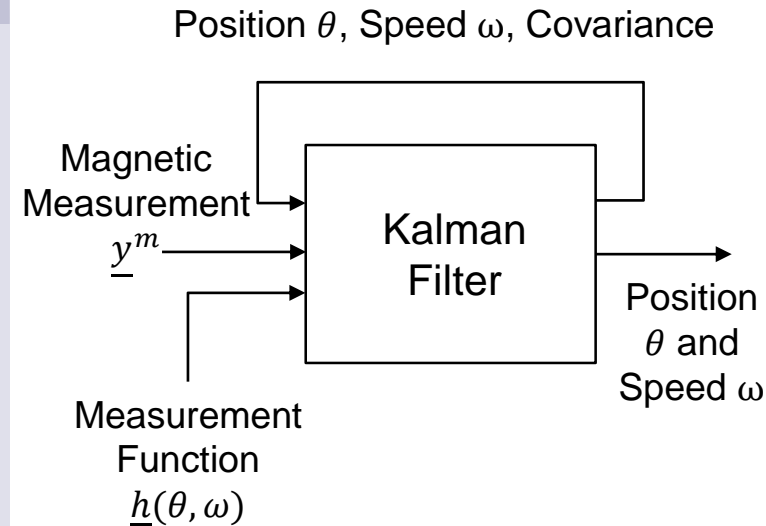 Position θ, Speed ω, Covariance
Magnetic
Measurement
y^m
Kalman
Filter
Position
θ and
Speed ω
Measurement
Function
h(θ, ω)